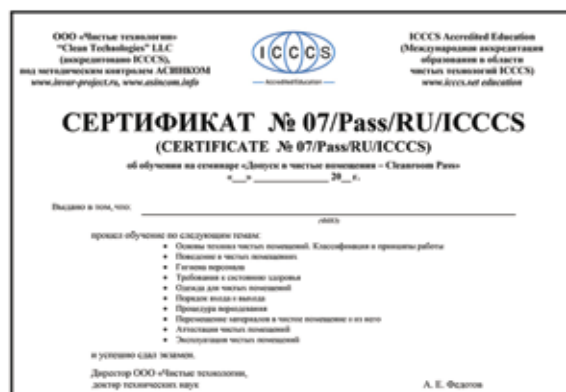 ООО «Чистые технологии»
"Clean Technologies" LLC
(аккредитовано ICCCS),
под методическим контролем АСИНКОМ
www.invar-project.ru, www.asincom.info
ICCCS
Accredited Education
ICCCS Accredited Education
(Международная аккредитация
образования в области
чистых технологий ICCCS)
www.icccs.net education
СЕРТИФИКАТ № 07/Pass/RU/ICCCS
(CERTIFICATE № 07/Pass/RU/ICCCS)
об обучении на семинаре «Допуск в чистые помещения – Cleanroom Pass»
«__» ____________ 20__г.
Выдано в том, что:
(ФИО)
прошел обучение по следующим темам:
• Основы техники чистых помещений. Классификация и принципы работы
• Поведение в чистых помещениях
• Гигиена персонала
• Требования к состоянию здоровья
• Одежда для чистых помещений
• Порядок входа и выхода
• Процедура переодевания
• Перемещение материалов в чистое помещение и из него
• Аттестация чистых помещений
• Эксплуатация чистых помещений
и успешно сдал экзамен.
Директор ООО «Чистые технологии,
доктор технических наук
А. Е. Федотов